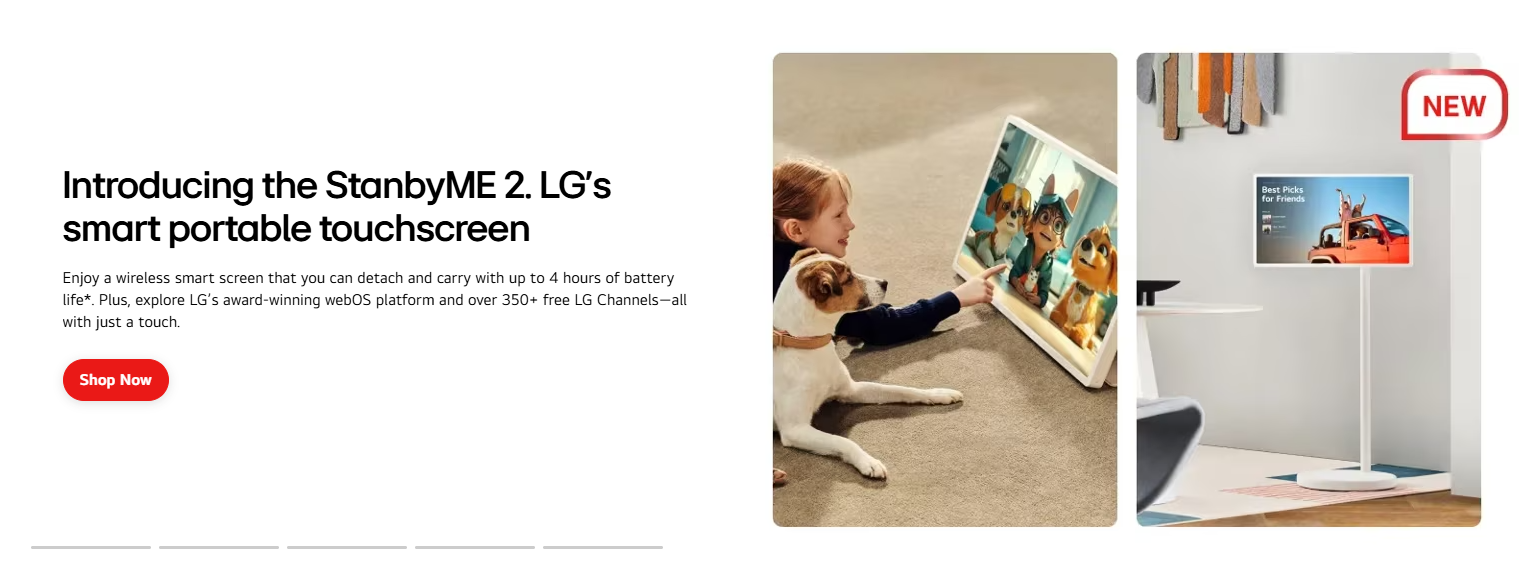 Introducing the StanbyME 2. LG's
smart portable touchscreen
Enjoy a wireless smart screen that you can detach and carry with up to 4 hours of battery
life*. Plus, explore LG's award-winning webOS platform and over 350+ free LG Channels—all
with just a touch.
Shop Now
NEW
Best Picks
for Friends